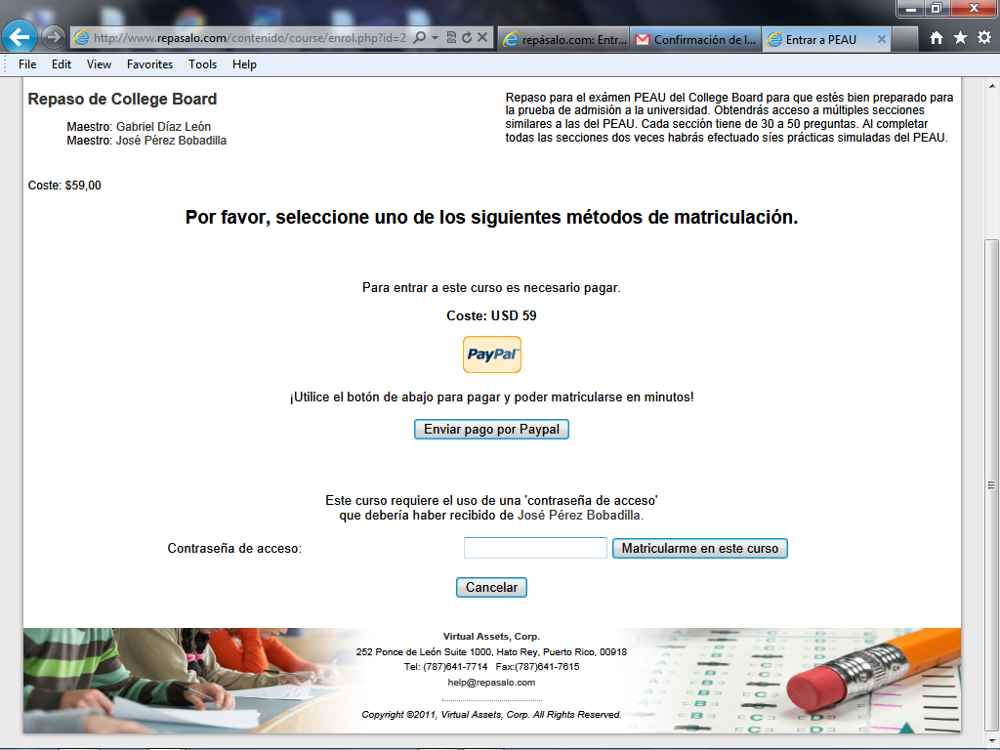 http://www.repasalo.com/contenido/course/enrol.php?id=2
repásalo.com: Entr...
Confirmación de l...
Entrar a PEAU
File Edit View Favorites Tools Help
Repaso de College Board
Maestro: Gabriel Díaz León
Maestro: José Pérez Bobadilla
Repaso para el exámen PEAU del College Board para que estés bien preparado para
la prueba de admisión a la universidad. Obtendrás acceso a múltiples secciones
similares a las del PEAU. Cada sección tiene de 30 a 50 preguntas. Al completar
todas las secciones dos veces habrás efectuado síes prácticas simuladas del PEAU.
Coste: $59,00
Por favor, seleccione uno de los siguientes métodos de matriculación.
Para entrar a este curso es necesario pagar.
Coste: USD 59
PayPal
¡Utilice el botón de abajo para pagar y poder matricularse en minutos!
Enviar pago por Paypal
Este curso requiere el uso de una 'contraseña de acceso'
que debería haber recibido de José Pérez Bobadilla.
Contraseña de acceso:
Matricularme en este curso
Cancelar
Virtual Assets, Corp.
252 Ponce de León Suite 1000, Hato Rey, Puerto Rico, 00918
Tel: (787)641-7714 Fax:(787)641-7615
help@repasalo.com
Copyright ©2011, Virtual Assets, Corp. All Rights Reserved.